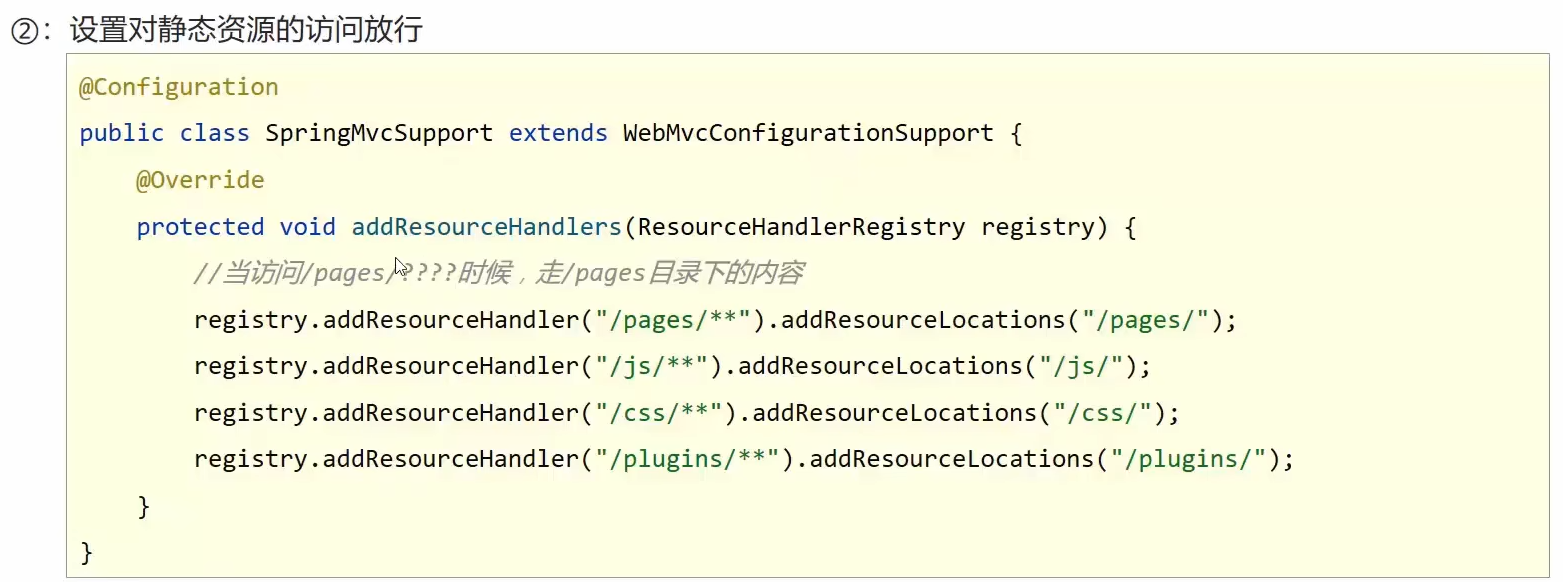 ②：设置对静态资源的访问放行
@Configuration
public class SpringMvcSupport extends WebMvcConfigurationSupport {
    @Override
    protected void addResourceHandlers(ResourceHandlerRegistry registry) {
        //当访问/pages/????时候，走/pages目录下的内容
        registry.addResourceHandler("/pages/**").addResourceLocations("/pages/");
        registry.addResourceHandler("/js/**").addResourceLocations("/js/");
        registry.addResourceHandler("/css/**").addResourceLocations("/css/");
        registry.addResourceHandler("/plugins/**").addResourceLocations("/plugins/");
    }
}